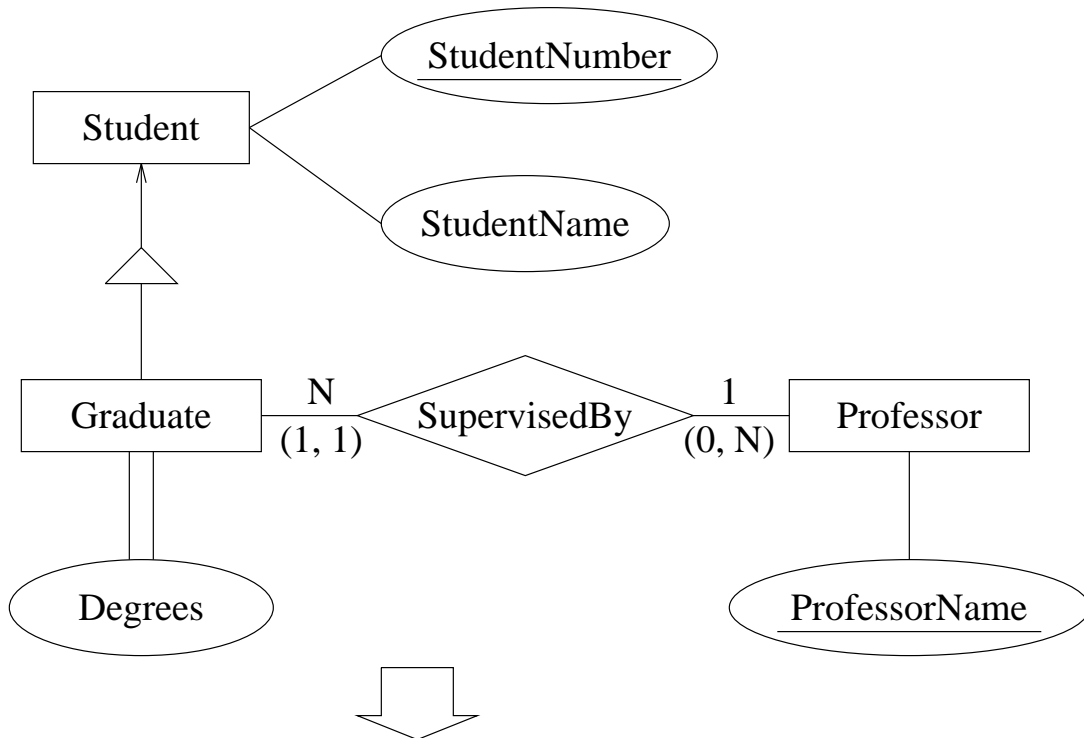 StudentNumber
Student
StudentName
Graduate
N
(1, 1)
SupervisedBy
1
(0, N)
Professor
Degrees
ProfessorName